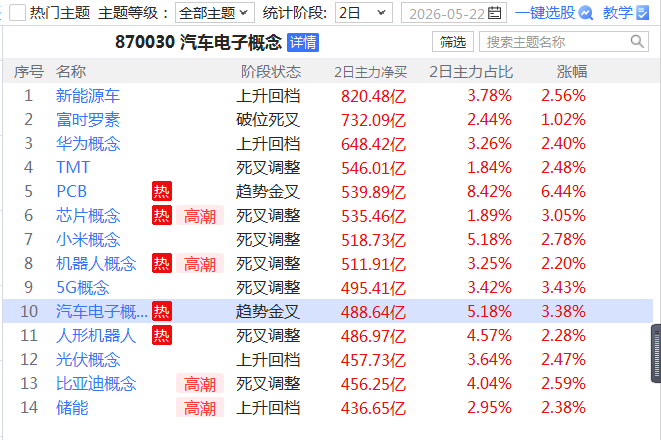 热门主题 主题等级： 全部主题 统计阶段： 2日 2026-05-22 一键选股 教学
870030 汽车电子概念 详情 筛选 搜索主题名称
序号 名称 阶段状态 2日主力净买 2日主力占比 涨幅
1 新能源车 上升回档 820.48亿 3.78% 2.56%
2 富时罗素 破位死叉 732.09亿 2.44% 1.02%
3 华为概念 上升回档 648.42亿 3.26% 2.40%
4 TMT 死叉调整 546.01亿 1.84% 2.48%
5 PCB 热 趋势金叉 539.89亿 8.42% 6.44%
6 芯片概念 热 高潮 死叉调整 535.46亿 1.89% 3.05%
7 小米概念 死叉调整 518.73亿 5.18% 2.78%
8 机器人概念 热 高潮 死叉调整 511.91亿 3.25% 2.20%
9 5G概念 死叉调整 495.41亿 3.42% 3.43%
10 汽车电子概... 热 趋势金叉 488.64亿 5.18% 3.38%
11 人形机器人 热 死叉调整 486.97亿 4.57% 2.28%
12 光伏概念 上升回档 457.73亿 3.64% 2.47%
13 比亚迪概念 高潮 死叉调整 456.25亿 4.04% 2.59%
14 储能 高潮 上升回档 436.65亿 2.95% 2.38%